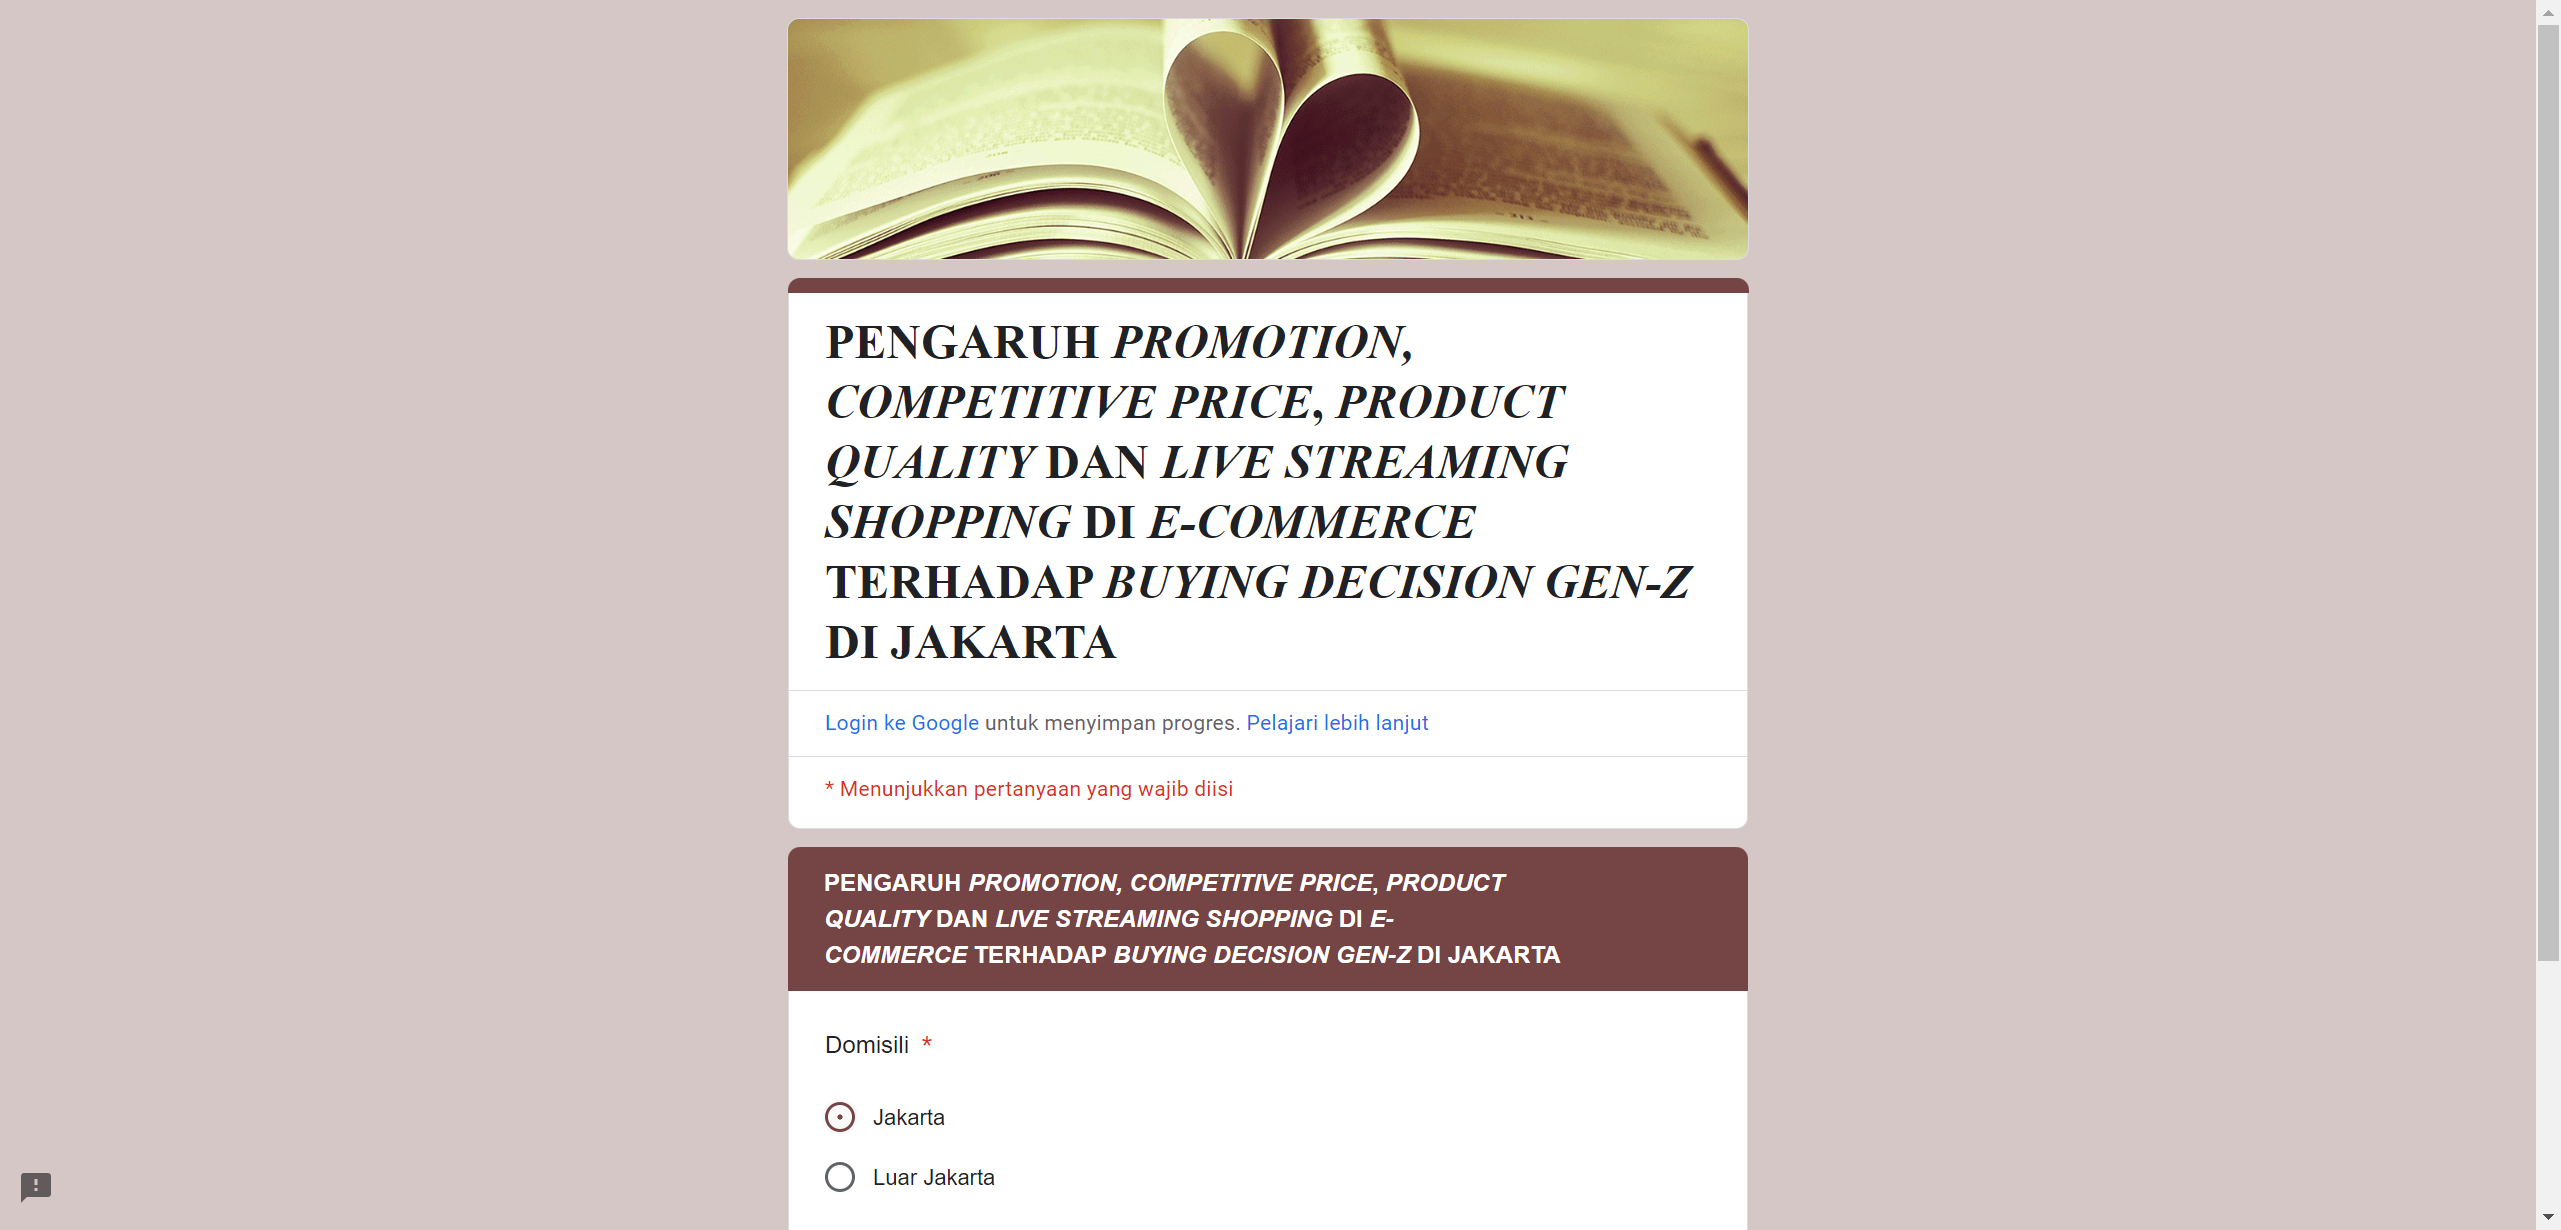 PENGARUH PROMOTION,
COMPETITIVE PRICE, PRODUCT
QUALITY DAN LIVE STREAMING
SHOPPING DI E-COMMERCE
TERHADAP BUYING DECISION GEN-Z
DI JAKARTA
Login ke Google untuk menyimpan progres. Pelajari lebih lanjut
* Menunjukkan pertanyaan yang wajib diisi
PENGARUH PROMOTION, COMPETITIVE PRICE, PRODUCT
QUALITY DAN LIVE STREAMING SHOPPING DI E-
COMMERCE TERHADAP BUYING DECISION GEN-Z DI JAKARTA
Domisili *
Jakarta
Luar Jakarta